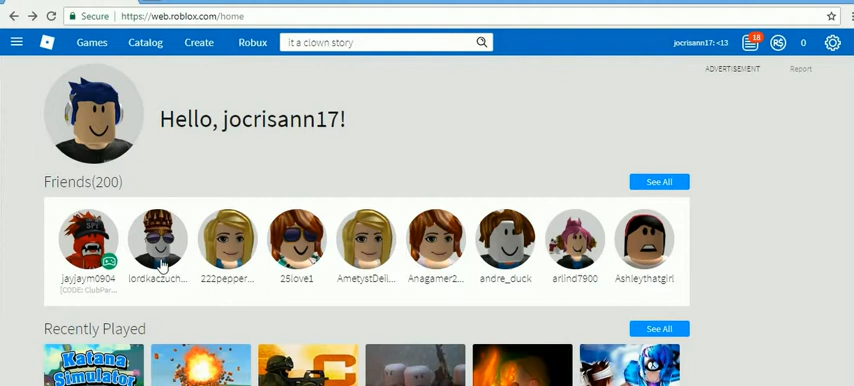 Secure https://web.roblox.com/home
Games Catalog Create Robux it a clown story jocrisann17: <13 18 R$ 0
ADVERTISEMENT Report
Hello, jocrisann17!
Friends(200) See All
SPY
jayjaym0904 lordkaczuch... 222pepper... 25love1 AmetystDeil... Anagamer2... andre_duck arlind7900 Ashleythatgirl
[CODE: ClubPar...
Recently Played See All
Katana
Simulator